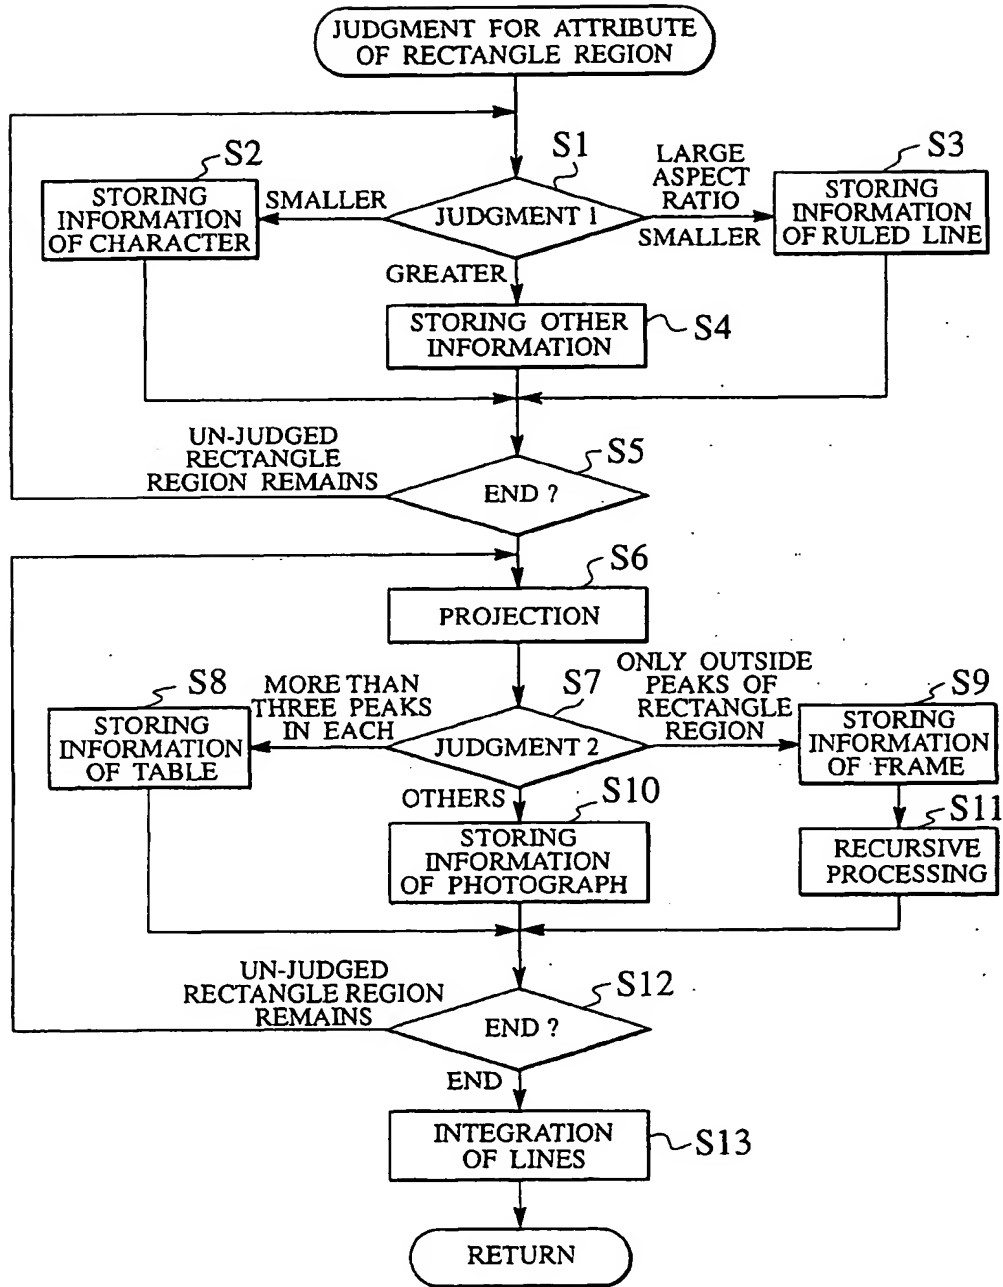 JUDGMENT FOR ATTRIBUTE
OF RECTANGLE REGION
S1
S2
STORING
INFORMATION
OF CHARACTER
SMALLER
JUDGMENT 1
LARGE
ASPECT
RATIO
SMALLER
S3
STORING
INFORMATION
OF RULED LINE
GREATER
STORING OTHER
INFORMATION
S4
UN-JUDGED
RECTANGLE
REGION REMAINS
S5
END ?
S6
PROJECTION
S7
S8
STORING
INFORMATION
OF TABLE
MORE THAN
THREE PEAKS
IN EACH
JUDGMENT 2
ONLY OUTSIDE
PEAKS OF
RECTANGLE
REGION
S9
STORING
INFORMATION
OF FRAME
OTHERS
S10
STORING
INFORMATION
OF PHOTOGRAPH
S11
RECURSIVE
PROCESSING
UN-JUDGED
RECTANGLE REGION
REMAINS
S12
END ?
END
INTEGRATION
OF LINES
S13
RETURN